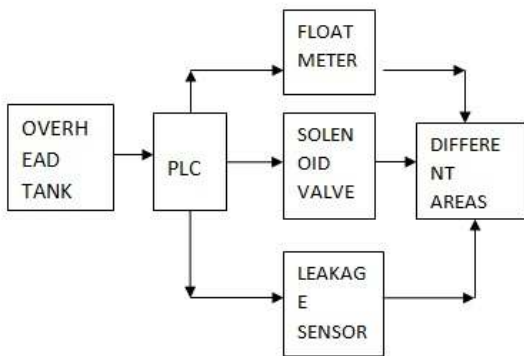 FLOAT
METER
OVERH
EAD
TANK
PLC
SOLEN
OID
VALVE
DIFFERE
NT
AREAS
LEAKAG
E
SENSOR